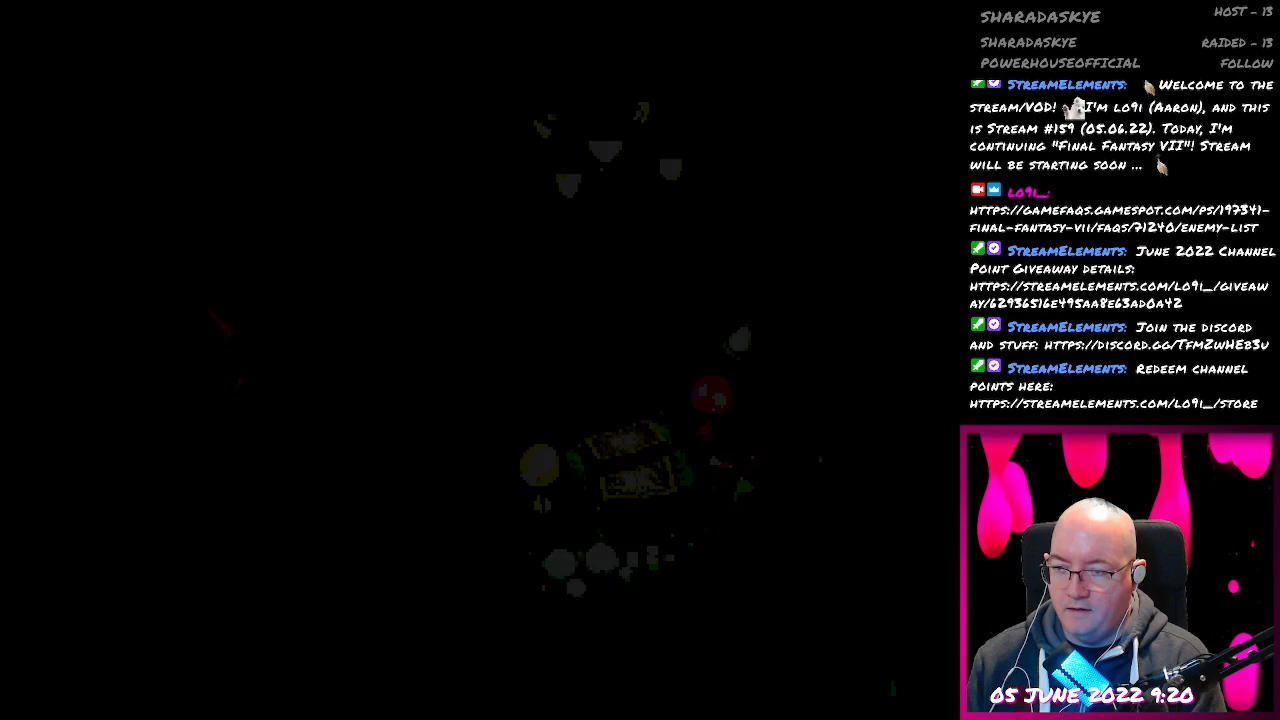 SHARADASKYE HOST - 13
SHARADASKYE RAIDED - 13
POWERHOUSEOFFICIAL FOLLOW
StreamElements: Welcome to the
stream/VOD! I'm lo9i (Aaron), and this
is Stream #159 (05.06.22). Today, I'm
continuing "Final Fantasy VII"! Stream
will be starting soon ...
lo9i_:
https://gamefaqs.gamespot.com/ps/197341-
final-fantasy-vii/faqs/71240/enemy-list
StreamElements: June 2022 Channel
Point Giveaway details:
https://streamelements.com/lo9i_/giveaw
ay/62936516e495aa8e63ad0a42
StreamElements: Join the discord
and stuff: https://discord.gg/TfmZwHE83u
StreamElements: Redeem channel
points here:
https://streamelements.com/lo9i_/store
05 JUNE 2022 9:20